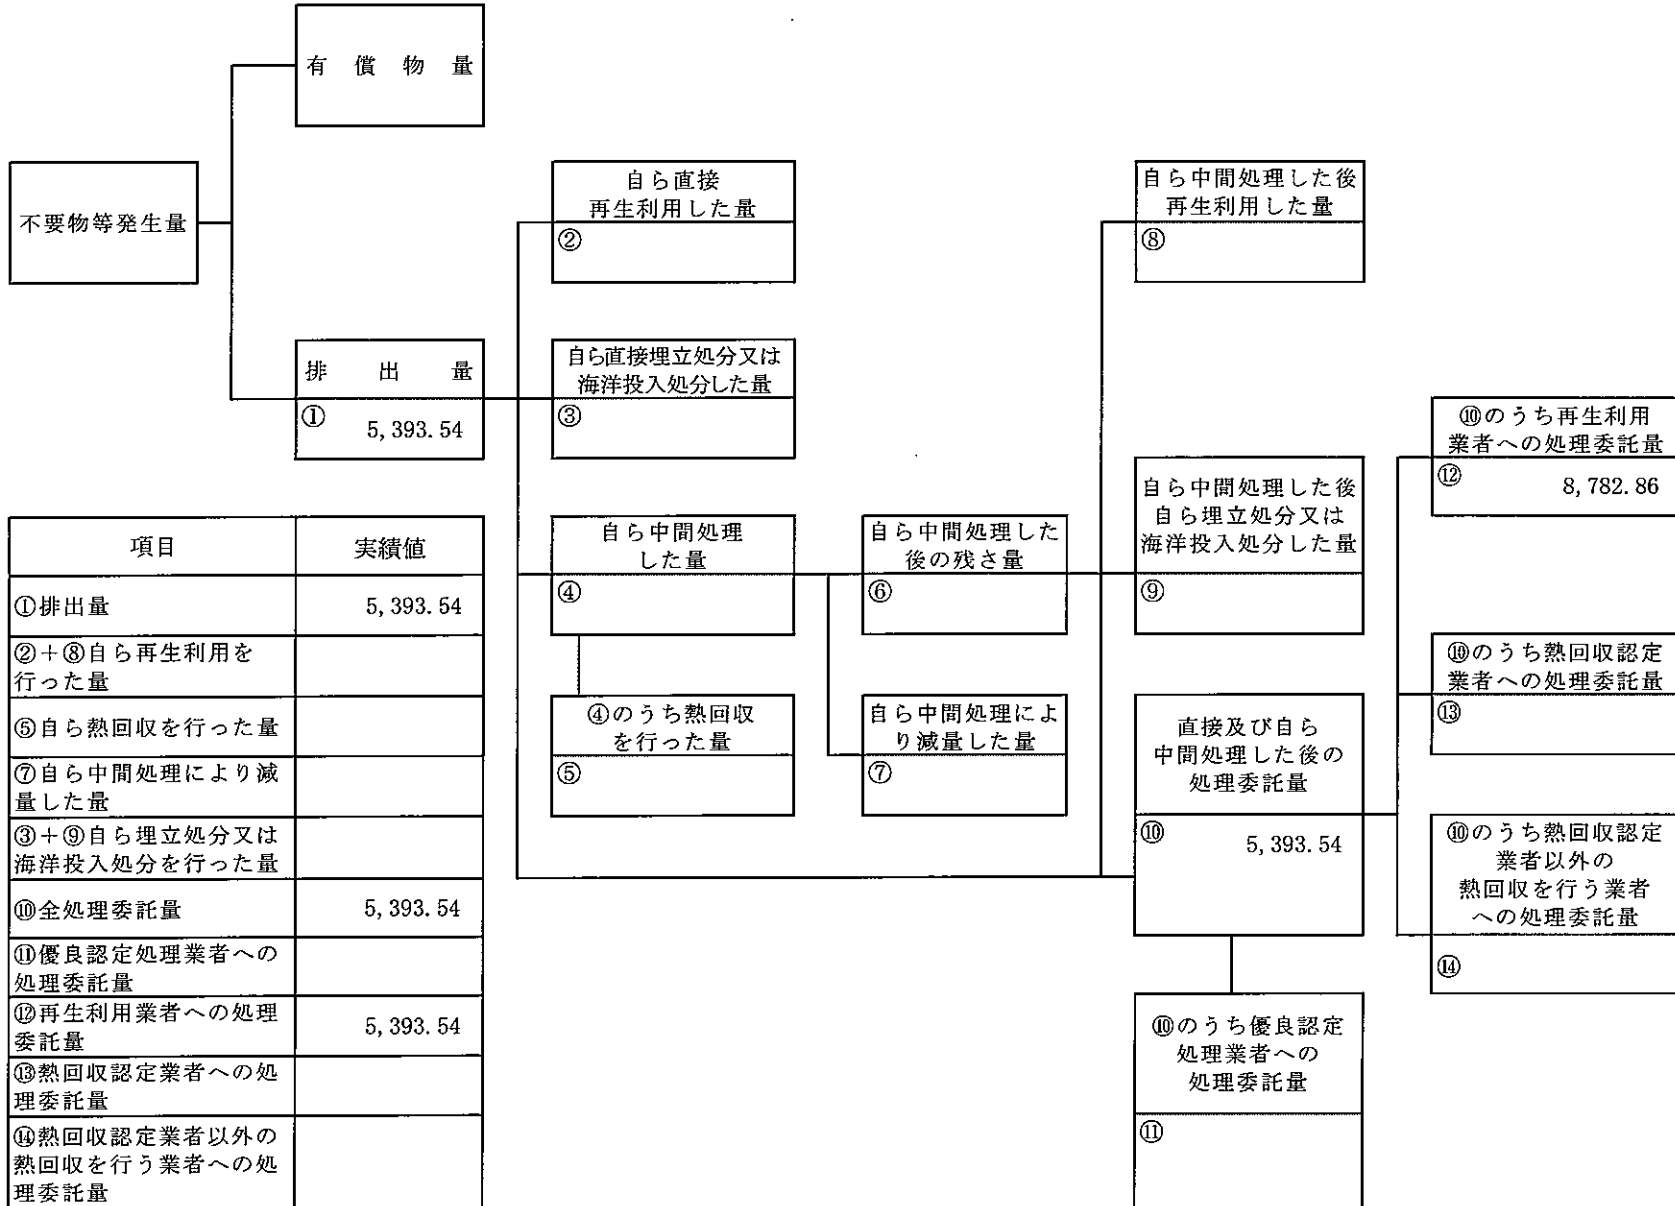 有償物量
不要物等発生量
排出量
① 5,393.54
自ら直接
再生利用した量
②
自ら直接埋立処分又は
海洋投入処分した量
③
自ら中間処理
した量
④
④のうち熱回収
を行った量
⑤
自ら中間処理した
後の残さ量
⑥
自ら中間処理によ
り減量した量
⑦
自ら中間処理した後
再生利用した量
⑧
自ら中間処理した後
自ら埋立処分又は
海洋投入処分した量
⑨
直接及び自ら
中間処理した後の
処理委託量
⑩ 5,393.54
⑩のうち優良認定
処理業者への
処理委託量
⑪
⑩のうち再生利用
業者への処理委託量
⑫ 8,782.86
⑩のうち熱回収認定
業者への処理委託量
⑬
⑩のうち熱回収認定
業者以外の
熱回収を行う業者
への処理委託量
⑭
項目 実績値
①排出量 5,393.54
②+⑧自ら再生利用を
行った量
⑤自ら熱回収を行った量
⑦自ら中間処理により減
量した量
③+⑨自ら埋立処分又は
海洋投入処分を行った量
⑩全処理委託量 5,393.54
⑪優良認定処理業者への
処理委託量
⑫再生利用業者への処理
委託量 5,393.54
⑬熱回収認定業者への処
理委託量
⑭熱回収認定業者以外の
熱回収を行う業者への処
理委託量